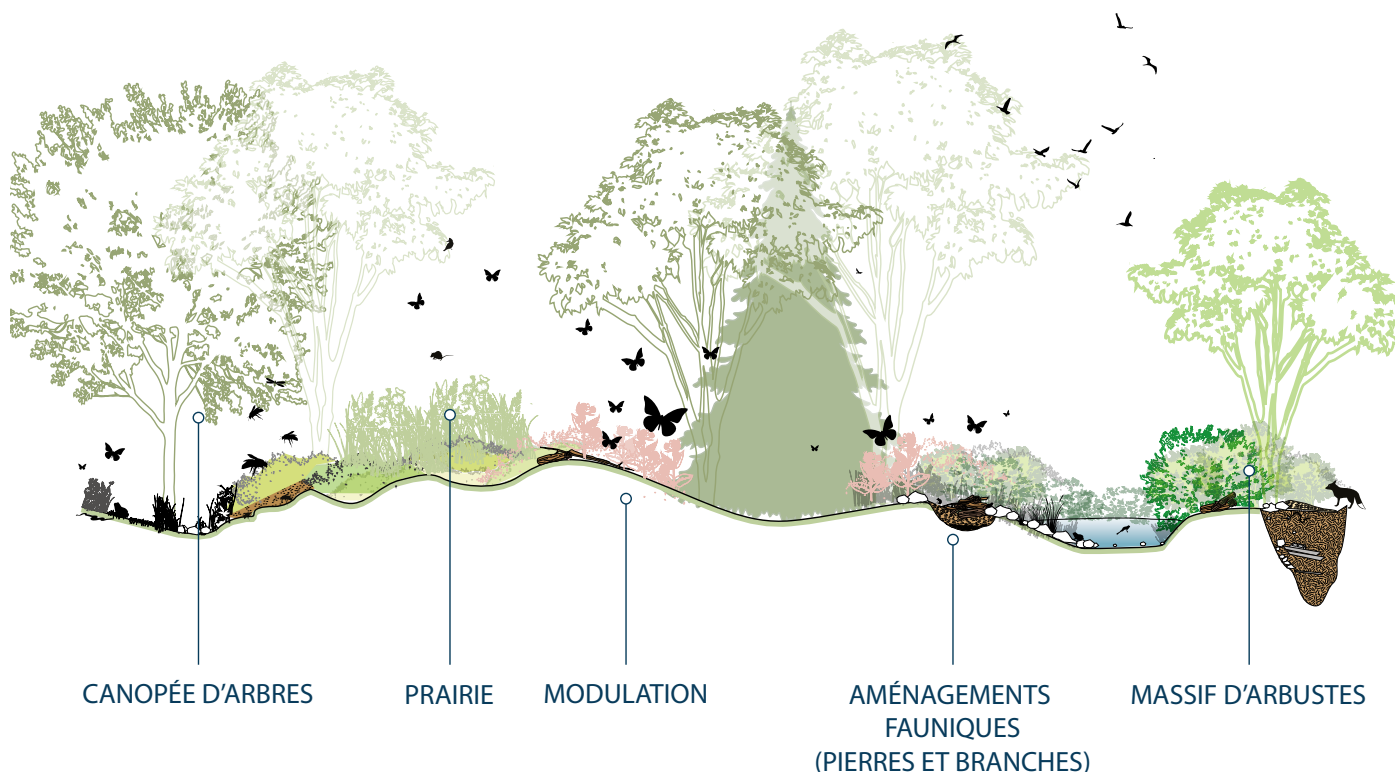 CANOPÉE D'ARBRES
PRAIRIE
MODULATION
AMÉNAGEMENTS
FAUNIQUES
(PIERRES ET BRANCHES)
MASSIF D'ARBUSTES